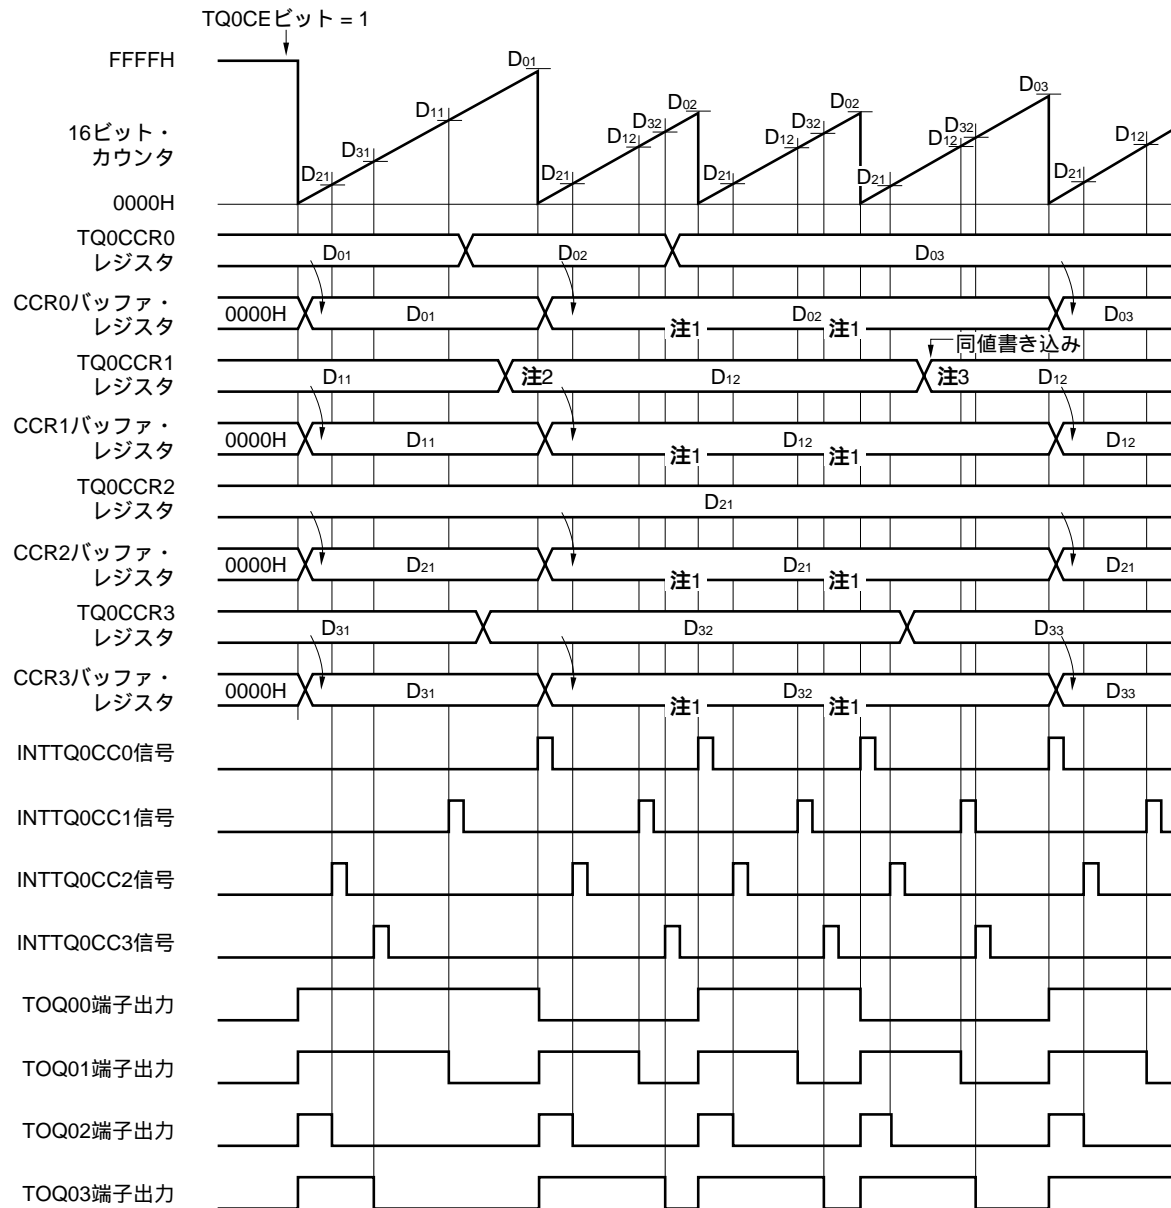 TQ0CEビット = 1
FFFFH
16ビット・
カウンタ
0000H
D21
D31
D11
D01
D21
D12
D32
D02
D21
D12
D32
D02
D21
D12
D32
D03
D21
D12
TQ0CCR0
レジスタ
D01
D02
D03
CCR0バッファ・
レジスタ
0000H
D01
D02
D03
注1
注1
同値書き込み
TQ0CCR1
レジスタ
D11
注2
D12
注3
D12
CCR1バッファ・
レジスタ
0000H
D11
D12
D12
注1
注1
TQ0CCR2
レジスタ
D21
CCR2バッファ・
レジスタ
0000H
D21
D21
D21
注1
注1
TQ0CCR3
レジスタ
D31
D32
D33
CCR3バッファ・
レジスタ
0000H
D31
D32
D33
注1
注1
INTTQ0CC0信号
INTTQ0CC1信号
INTTQ0CC2信号
INTTQ0CC3信号
TOQ00端子出力
TOQ01端子出力
TOQ02端子出力
TOQ03端子出力